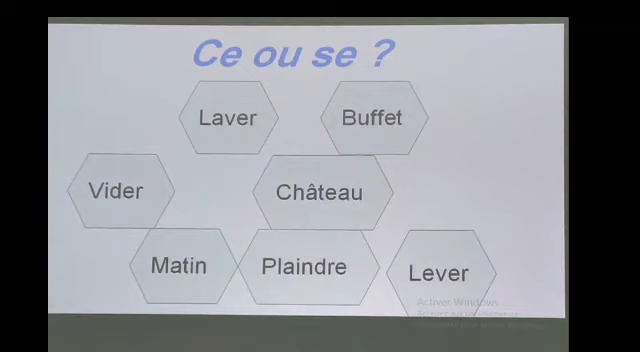 Ce ou se ?
Laver
Buffet
Vider
Château
Matin
Plaindre
Lever
Activer Windows